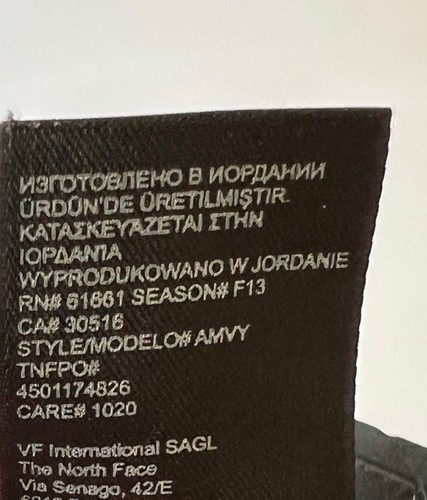 ИЗГОТОВЛЕНО В ИОРДАНИИ
ÜRDÜN'DE ÜRETILMIŞTIR.
ΚΑΤΑΣΚΕΥΑΖΕΤΑΙ ΣΤΗΝ
ΙΟΡΔΑΝΙΑ
WYPRODUKOWANO W JORDANIE
RN# 61661 SEASON# F13
CA# 30516
STYLE/MODELO# AMVY
TNFPO#
4501174826
CARE# 1020
VF International SAGL
The North Face
Via Senago, 42/E